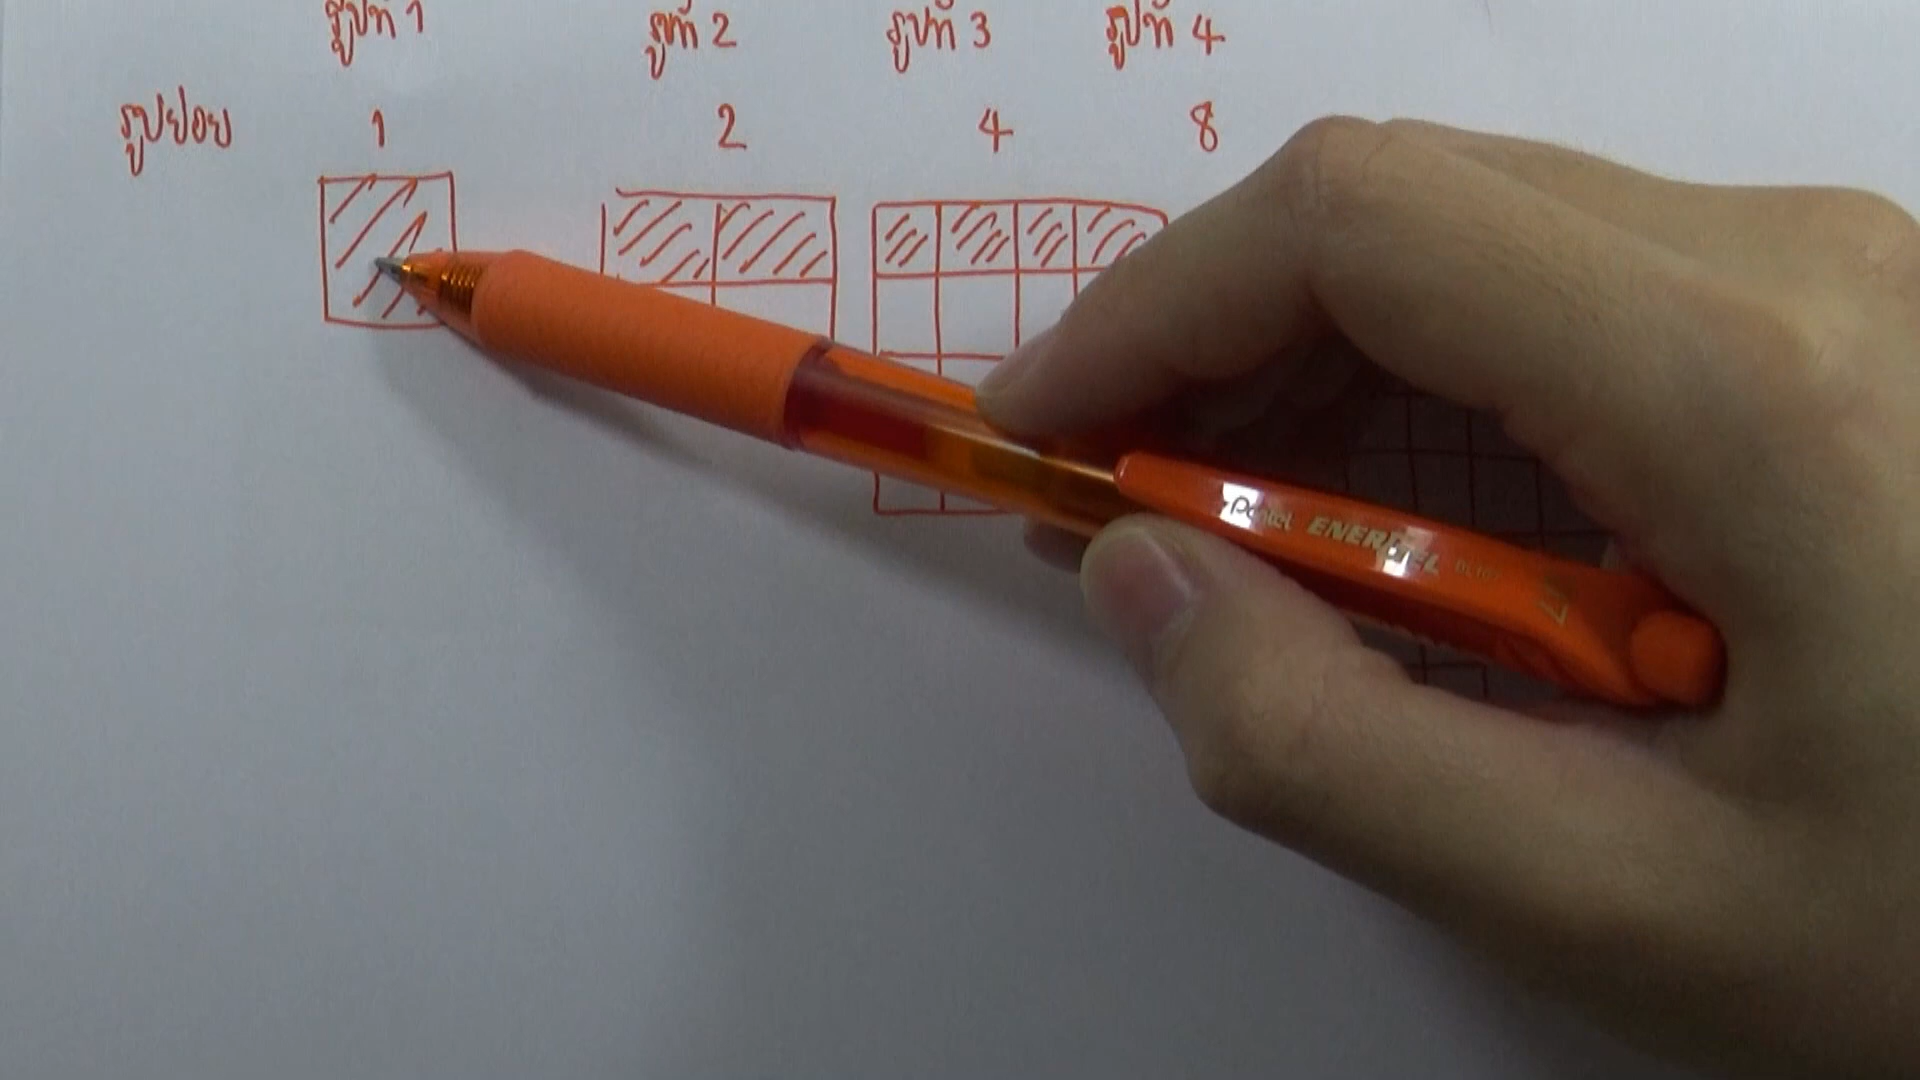 รูปที่ 1 รูปที่ 2 รูปที่ 3 รูปที่ 4
รูปย่อย 1 2 4 8
Pentel ENERGEL BL107